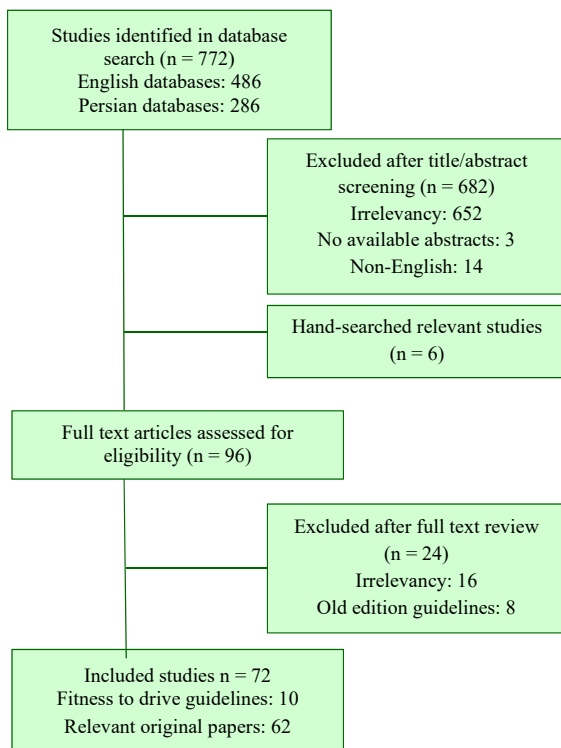 Studies identified in database
search (n = 772)
English databases: 486
Persian databases: 286
Excluded after title/abstract
screening (n = 682)
Irrelevancy: 652
No available abstracts: 3
Non-English: 14
Hand-searched relevant studies
(n = 6)
Full text articles assessed for
eligibility (n = 96)
Excluded after full text review
(n = 24)
Irrelevancy: 16
Old edition guidelines: 8
Included studies n = 72
Fitness to drive guidelines: 10
Relevant original papers: 62